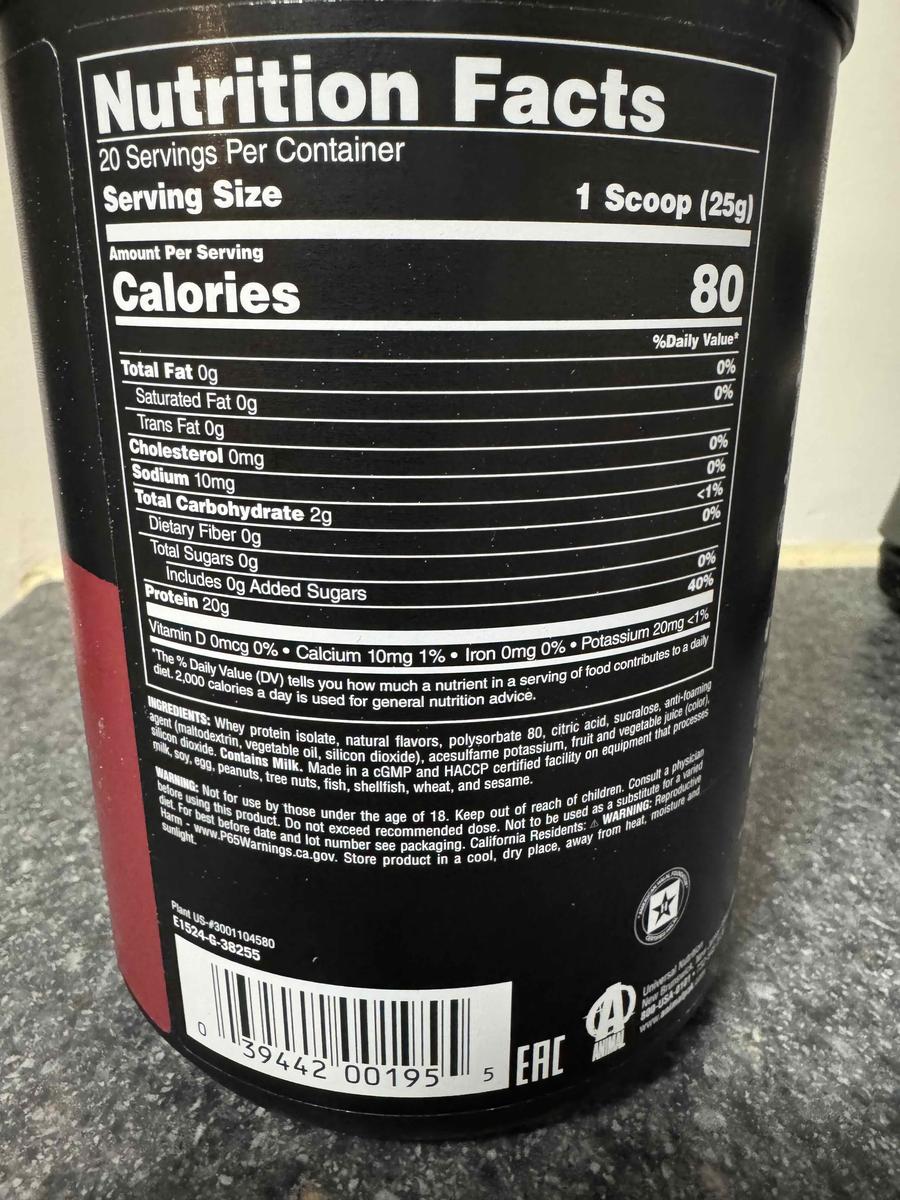 Nutrition Facts
20 Servings Per Container
Serving Size 1 Scoop (25g)
Amount Per Serving
Calories 80
%Daily Value*
Total Fat 0g 0%
Saturated Fat 0g 0%
Trans Fat 0g
Cholesterol 0mg 0%
Sodium 10mg 0%
Total Carbohydrate 2g <1%
Dietary Fiber 0g 0%
Total Sugars 0g
Includes 0g Added Sugars 0%
Protein 20g 40%
Vitamin D 0mcg 0% • Calcium 10mg 1% • Iron 0mg 0% • Potassium 20mg <1%
*The % Daily Value (DV) tells you how much a nutrient in a serving of food contributes to a daily
diet. 2,000 calories a day is used for general nutrition advice.
INGREDIENTS: Whey protein isolate, natural flavors, polysorbate 80, citric acid, sucralose, anti-foaming
agent (maltodextrin, vegetable oil, silicon dioxide), acesulfame potassium, fruit and vegetable juice (color),
silicon dioxide. Contains Milk. Made in a cGMP and HACCP certified facility on equipment that processes
milk, soy, egg, peanuts, tree nuts, fish, shellfish, wheat, and sesame.
WARNING: Not for use by those under the age of 18. Keep out of reach of children. Consult a physician
before using this product. Do not exceed recommended dose. Not to be used as a substitute for a varied
diet. For best before date and lot number see packaging. California Residents: ⚠ WARNING: Reproductive
Harm - www.P65Warnings.ca.gov. Store product in a cool, dry place, away from heat, moisture and
sunlight.
Plant US-#3001104580
E1524-G-38255
0 39442 00195 5
EAC
A
ANIMAL
Universal Nutrition
New Brunswick,
800-USA-0101